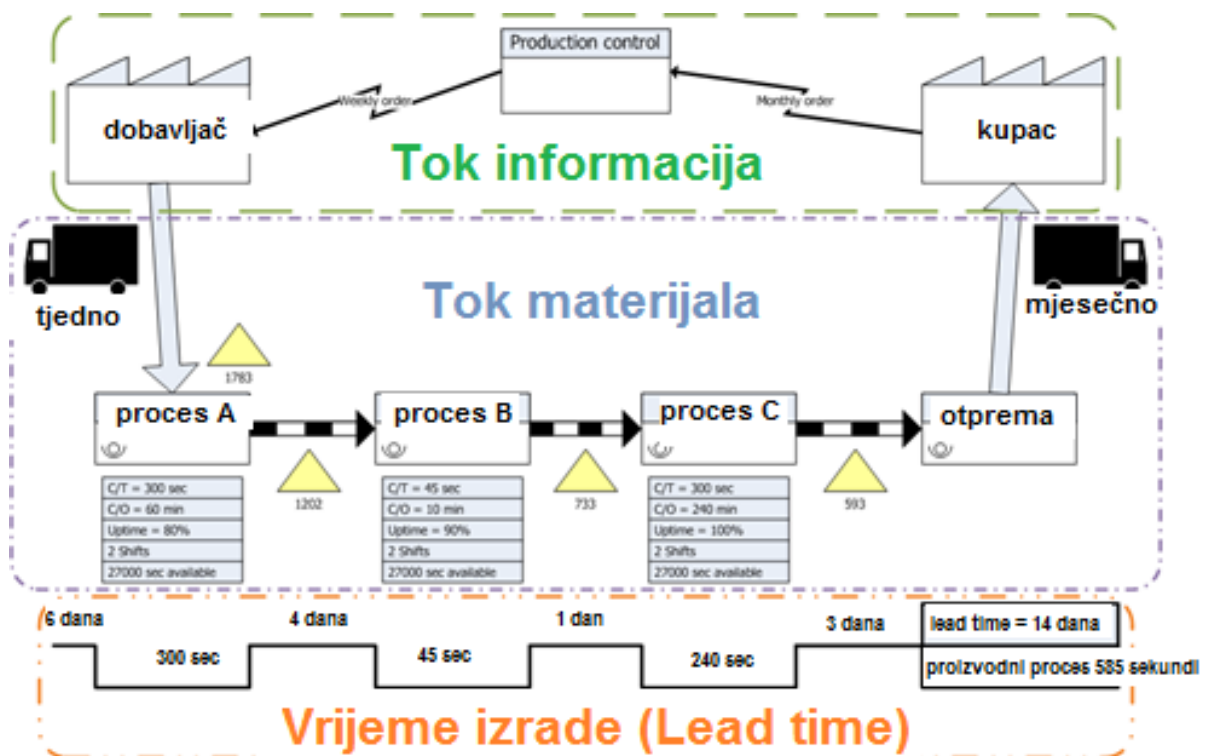 Production control
Weekly order
Monthly order
dobavljač
kupac
Tok informacija
tjedno
Tok materijala
mjesečno
1783
proces A
proces B
proces C
otprema
1202
733
593
C/T = 300 sec
C/O = 60 min
Uptime = 80%
2 Shifts
27000 sec available
C/T = 45 sec
C/O = 10 min
Uptime = 90%
2 Shifts
27000 sec available
C/T = 300 sec
C/O = 240 min
Uptime = 100%
2 Shifts
27000 sec available
6 dana
4 dana
1 dan
3 dana
lead time = 14 dana
300 sec
45 sec
240 sec
proizvodni proces 585 sekundi
Vrijeme izrade (Lead time)